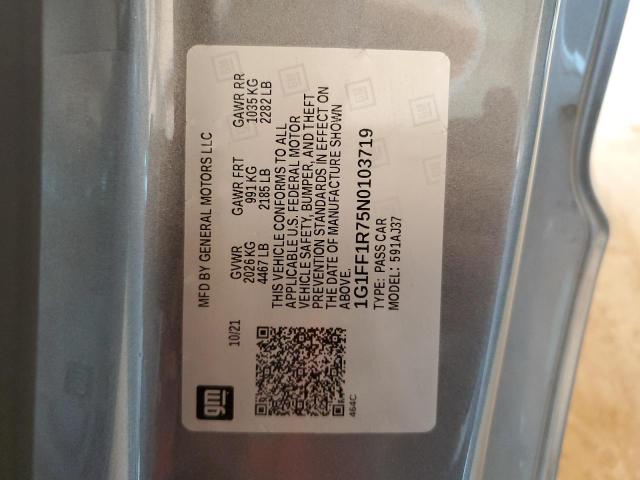 MFD BY GENERAL MOTORS LLC
10/21
GVWR GAWR FRT GAWR RR
2026 KG 991 KG 1035 KG
4467 LB 2185 LB 2282 LB
THIS VEHICLE CONFORMS TO ALL
APPLICABLE U.S. FEDERAL MOTOR
VEHICLE SAFETY, BUMPER, AND THEFT
PREVENTION STANDARDS IN EFFECT ON
THE DATE OF MANUFACTURE SHOWN
ABOVE.
1G1FF1R75N0103719
TYPE: PASS CAR
MODEL: 591AJ37
gm
464C